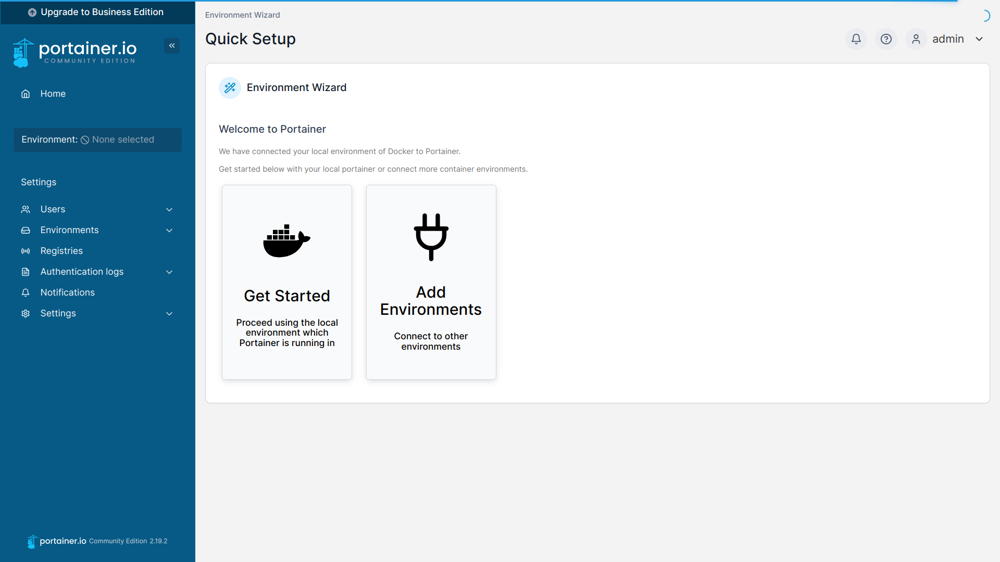 Upgrade to Business Edition
portainer.io
COMMUNITY EDITION
Home
Environment: None selected
Settings
Users
Environments
Registries
Authentication logs
Notifications
Settings
portainer.io Community Edition 2.19.2
Environment Wizard
Quick Setup
admin
Environment Wizard
Welcome to Portainer
We have connected your local environment of Docker to Portainer.
Get started below with your local portainer or connect more container environments.
Get Started
Proceed using the local
environment which
Portainer is running in
Add
Environments
Connect to other
environments